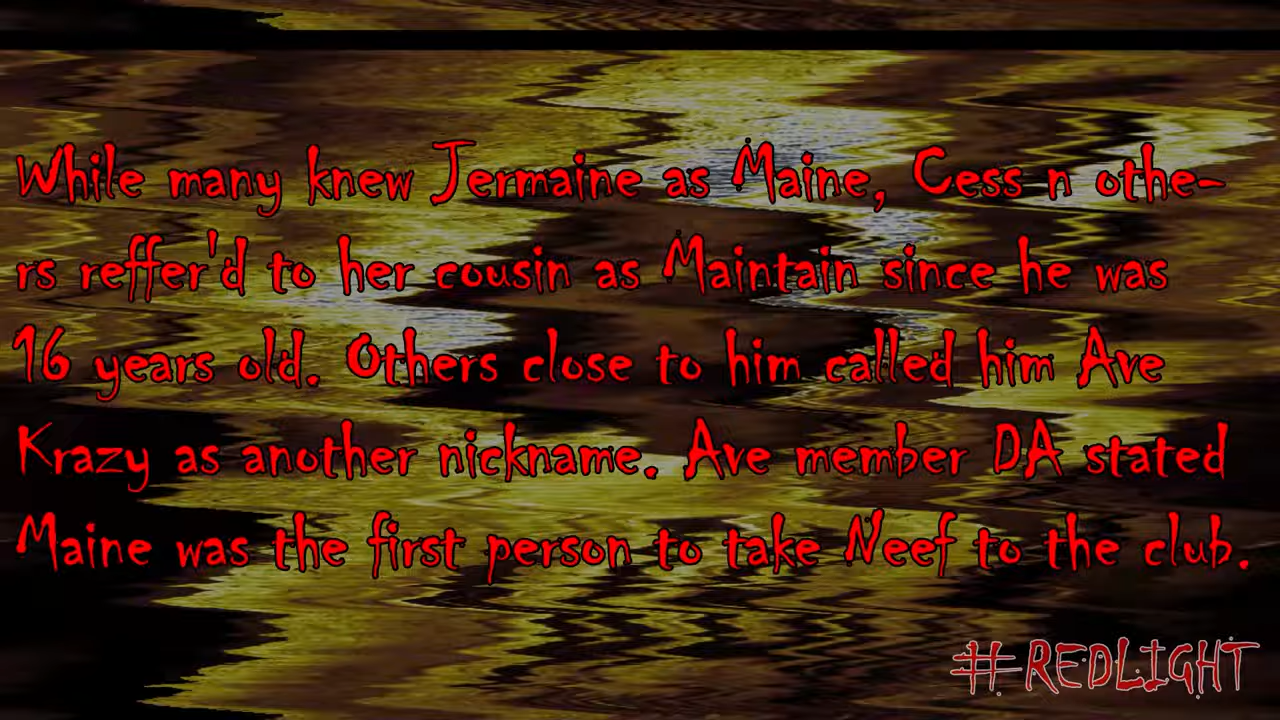 While many knew Jermaine as Maine, Cess n othe-
rs reffer'd to her cousin as Maintain since he was
16 years old. Others close to him called him Ave
Krazy as another nickname. Ave member DA stated
Maine was the first person to take Neef to the club.
#REDLIGHT